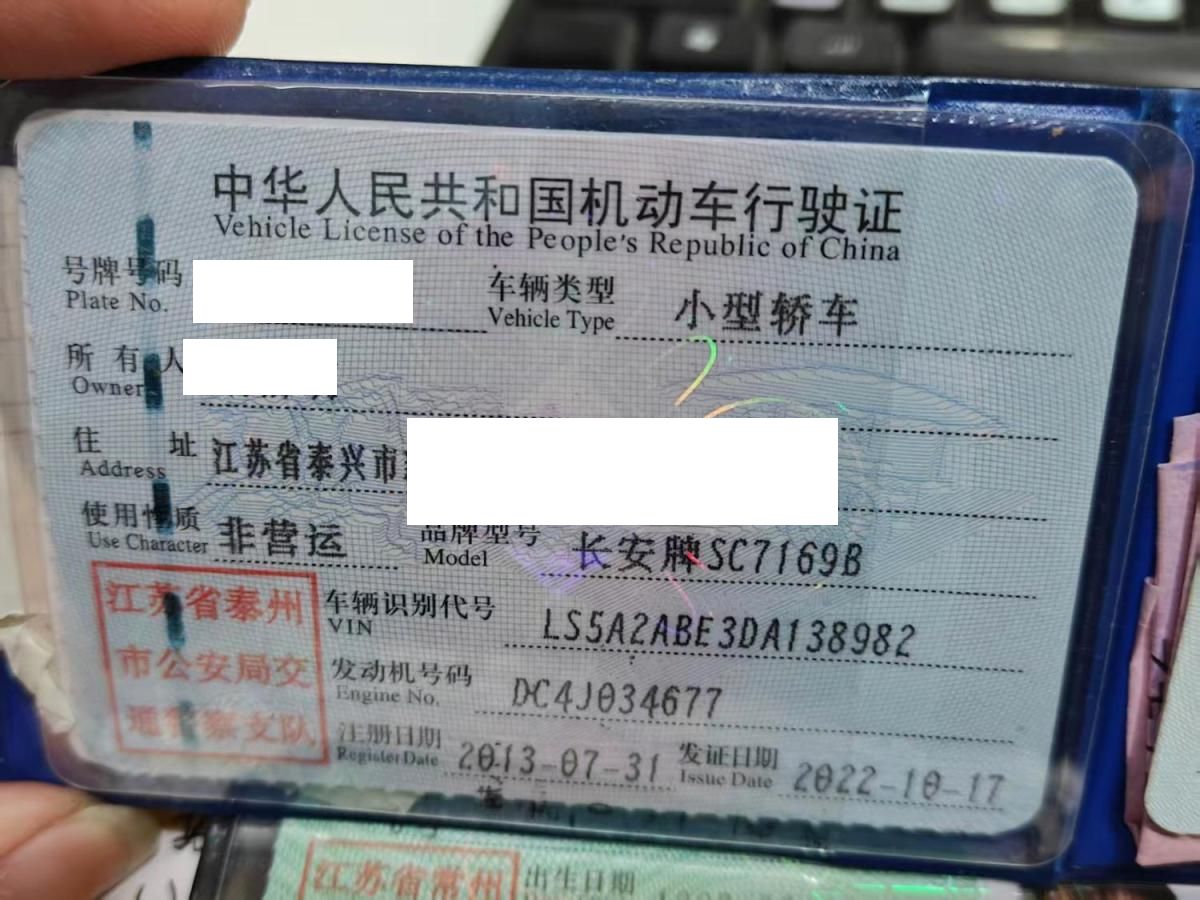 中华人民共和国机动车行驶证
Vehicle License of the People's Republic of China
号牌号码 车辆类型 小型轿车
Plate No. Vehicle Type
所有人
Owner
住址 江苏省泰兴市
Address
使用性质 非营运 品牌型号 长安牌SC7169B
Use Character Model
江苏省泰州
市公安局交
通警察支队
车辆识别代号 LS5A2ABE3DA138982
VIN
发动机号码 DC4J034677
Engine No.
注册日期 2013-07-31 发证日期 2022-10-17
Register Date Issue Date
江苏省常州 出生日期